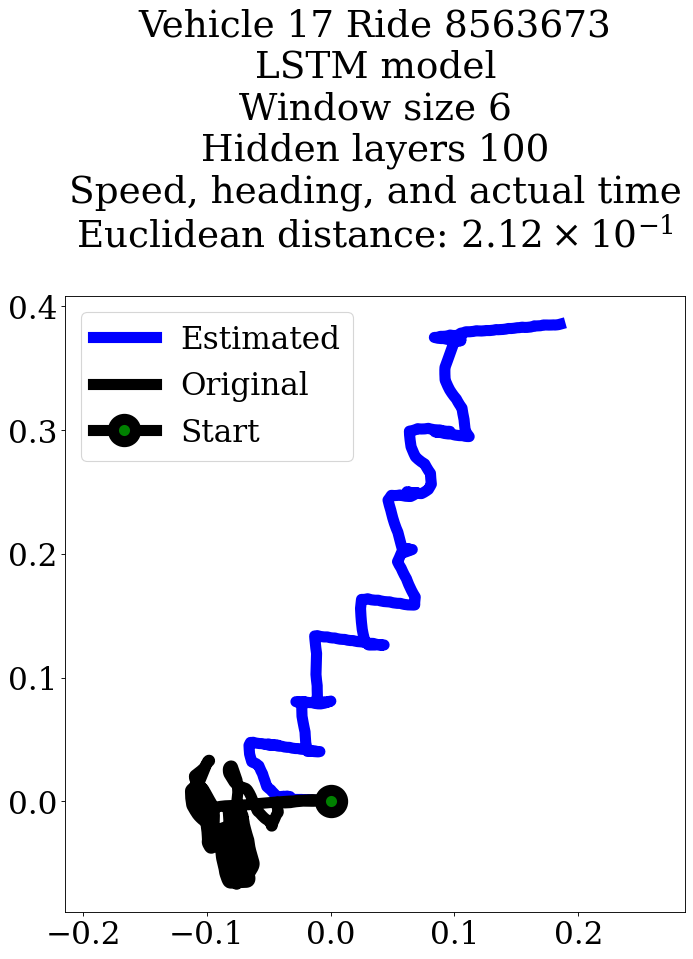 Vehicle 17 Ride 8563673
LSTM model
Window size 6
Hidden layers 100
Speed, heading, and actual time
Euclidean distance: 2.12 × 10⁻¹
Estimated
Original
Start
0.4
0.3
0.2
0.1
0.0
−0.2
−0.1
0.0
0.1
0.2